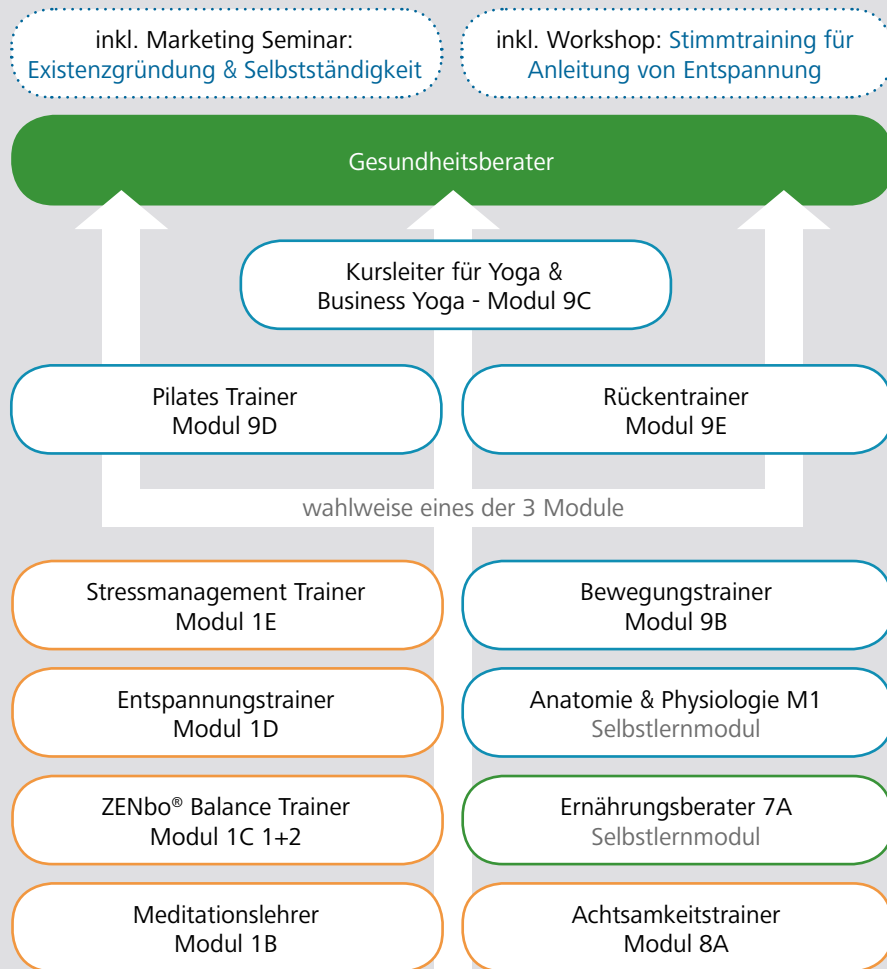 inkl. Marketing Seminar:
Existenzgründung & Selbstständigkeit
inkl. Workshop: Stimmtraining für
Anleitung von Entspannung
Gesundheitsberater
Kursleiter für Yoga &
Business Yoga - Modul 9C
Pilates Trainer
Modul 9D
Rückentrainer
Modul 9E
wahlweise eines der 3 Module
Stressmanagement Trainer
Modul 1E
Bewegungstrainer
Modul 9B
Entspannungstrainer
Modul 1D
Anatomie & Physiologie M1
Selbstlernmodul
ZENbo® Balance Trainer
Modul 1C 1+2
Ernährungsberater 7A
Selbstlernmodul
Meditationslehrer
Modul 1B
Achtsamkeitstrainer
Modul 8A